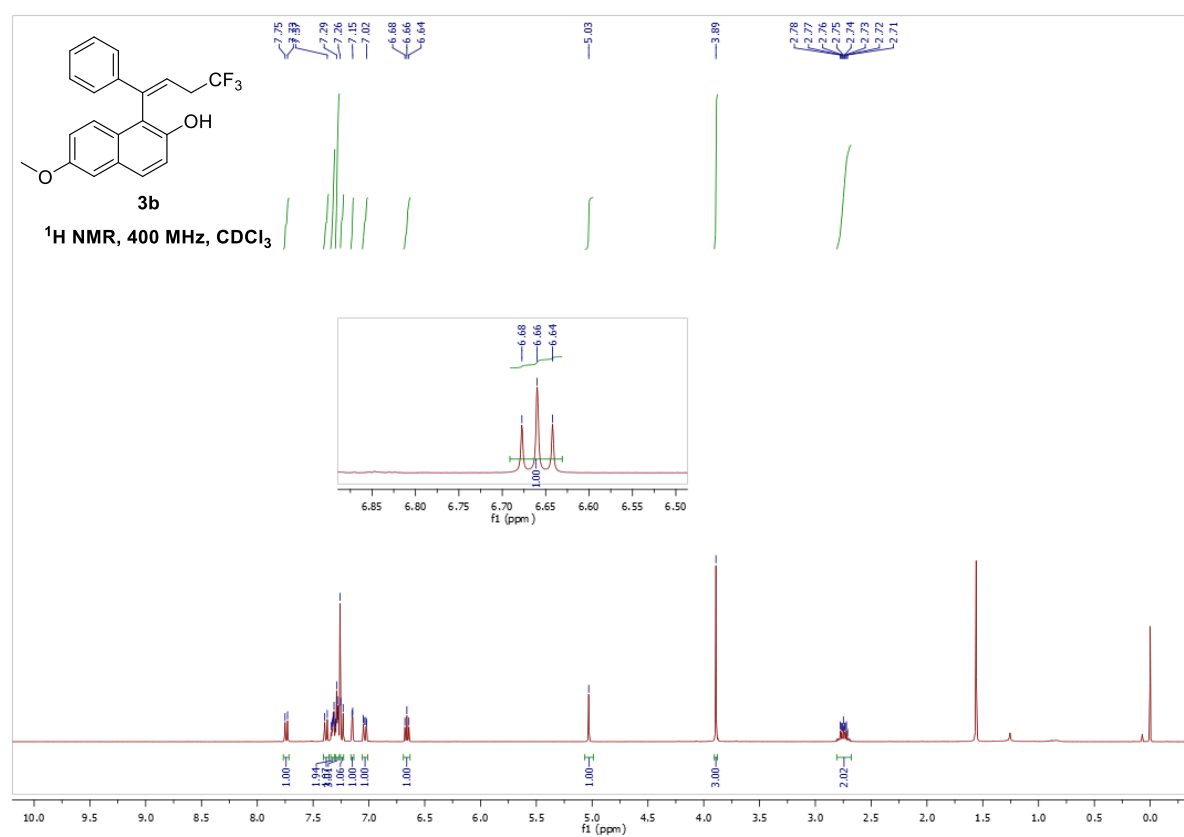 7.75 7.73 7.37 7.29 7.26 7.15 7.02 6.68 6.66 6.64 5.03 3.89 2.78 2.77 2.76 2.75 2.74 2.73 2.72 2.71
CF3
OH
O
3b
1H NMR, 400 MHz, CDCl3
6.68 6.66 6.64
1.00
6.85 6.80 6.75 6.70 6.65 6.60 6.55 6.50
f1 (ppm)
1.00 1.94 3.01 1.06 1.00 1.00 1.00 1.00 3.00 2.02
10.0 9.5 9.0 8.5 8.0 7.5 7.0 6.5 6.0 5.5 5.0 4.5 4.0 3.5 3.0 2.5 2.0 1.5 1.0 0.5 0.0
f1 (ppm)